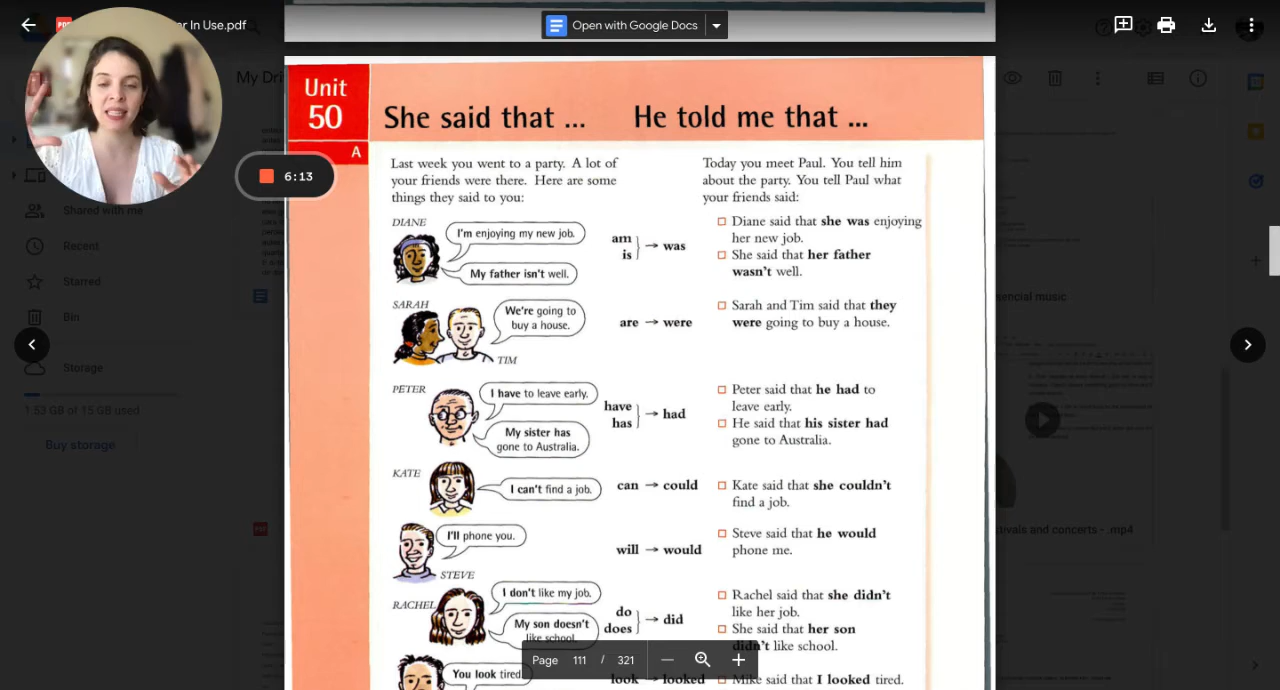 er In Use.pdf
Open with Google Docs
My Dri
Shared with me
Recent
Starred
Bin
Storage
1.53 GB of 15 GB used
Buy storage
6:13
Unit
50
She said that ... He told me that ...
A
Last week you went to a party. A lot of
your friends were there. Here are some
things they said to you:
Today you meet Paul. You tell him
about the party. You tell Paul what
your friends said:
DIANE
I'm enjoying my new job.
My father isn't well.
am
is
→ was
Diane said that she was enjoying
her new job.
She said that her father
wasn't well.
SARAH
We're going to
buy a house.
TIM
are → were
Sarah and Tim said that they
were going to buy a house.
PETER
I have to leave early.
My sister has
gone to Australia.
have
has
→ had
Peter said that he had to
leave early.
He said that his sister had
gone to Australia.
KATE
I can't find a job.
can → could
Kate said that she couldn't
find a job.
I'll phone you.
STEVE
will → would
Steve said that he would
phone me.
RACHEL
I don't like my job.
My son doesn't
like school.
do
does
→ did
Rachel said that she didn't
like her job.
She said that her son
didn't like school.
You look tired.
look → looked
Mike said that I looked tired.
Page 111 / 321
sencial music
tivals and concerts - .mp4